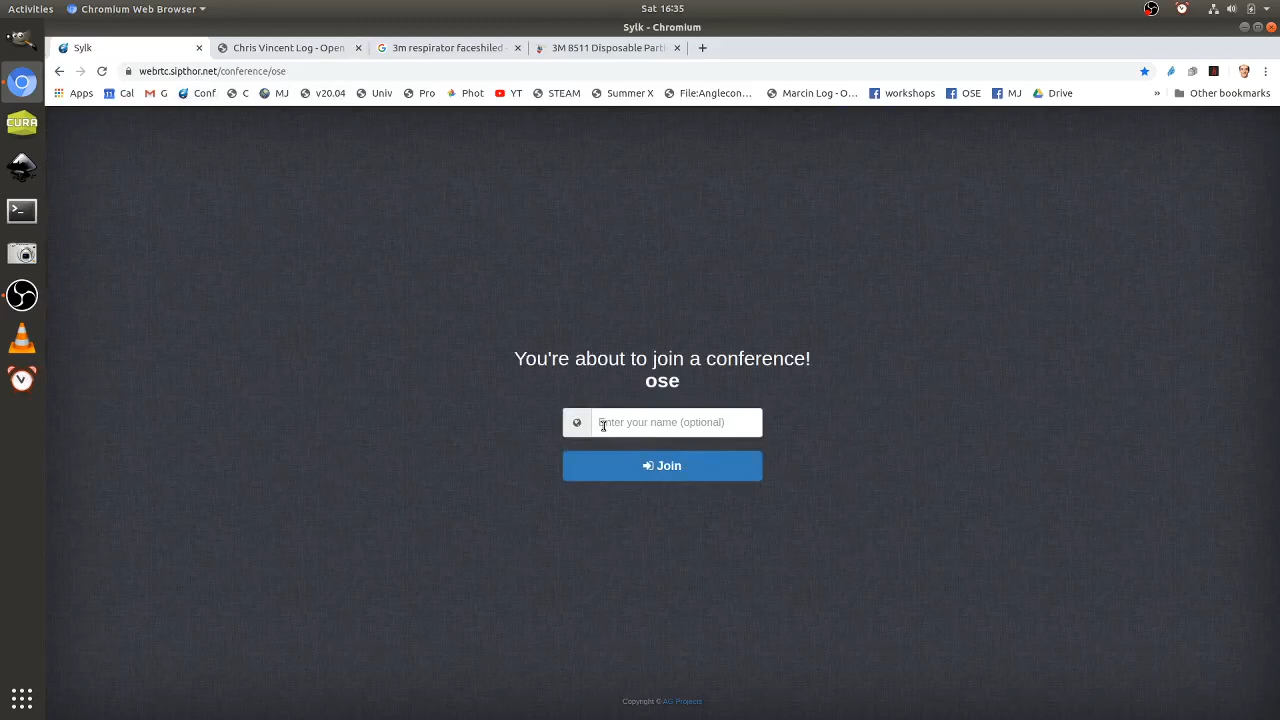 Activities Chromium Web Browser Sat 16:35
Sylk - Chromium
Sylk Chris Vincent Log - Open 3m respirator faceshiled - 3M 8511 Disposable Parti
webrtc.sipthor.net/conference/ose
Apps Cal G Conf C MJ v20.04 Univ Pro Phot YT STEAM Summer X File:Anglecon... Marcin Log - O... workshops OSE MJ Drive » Other bookmarks
CURA
You're about to join a conference!
ose
Enter your name (optional)
Join
Copyright © AG Projects